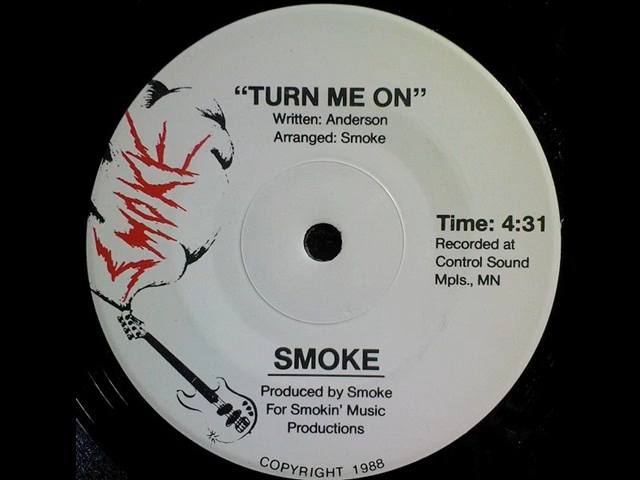 "TURN ME ON"
Written: Anderson
Arranged: Smoke
SMOKE
Time: 4:31
Recorded at
Control Sound
Mpls., MN
SMOKE
Produced by Smoke
For Smokin' Music
Productions
COPYRIGHT 1988